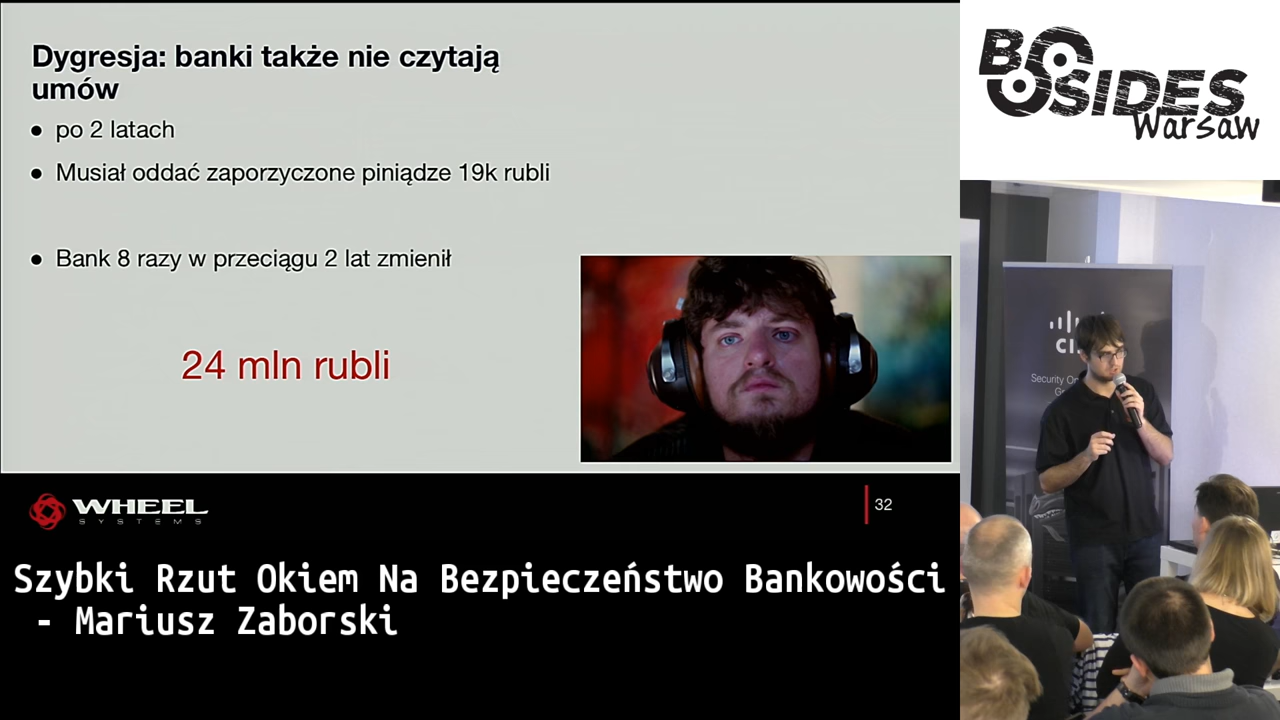 Dygresja: banki także nie czytają
umów
● po 2 latach
● Musiał oddać zaporzyczone piniądze 19k rubli
● Bank 8 razy w przeciągu 2 lat zmienił
24 mln rubli
WHEEL
SYSTEMS
32
Szybki Rzut Okiem Na Bezpieczeństwo Bankowości
- Mariusz Zaborski
BSIDES
Warsaw
Security